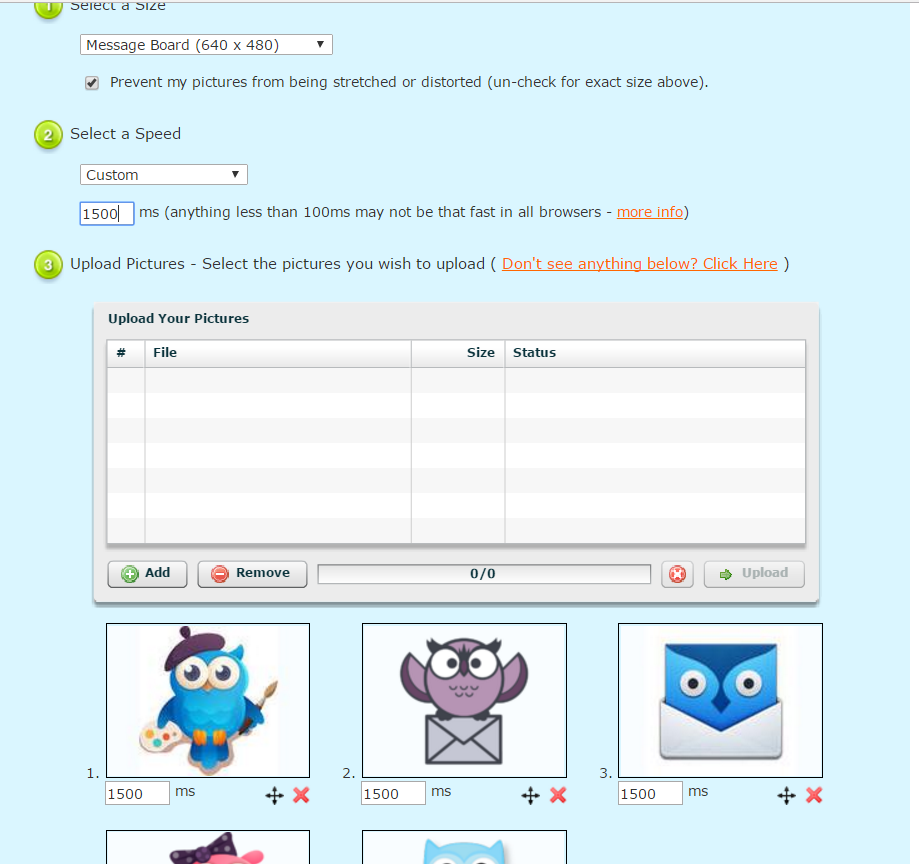 1 Select a Size
Message Board (640 x 480)
Prevent my pictures from being stretched or distorted (un-check for exact size above).
2 Select a Speed
Custom
1500 ms (anything less than 100ms may not be that fast in all browsers - more info)
3 Upload Pictures - Select the pictures you wish to upload ( Don't see anything below? Click Here )
Upload Your Pictures
# File Size Status
Add Remove 0/0 Upload
1. 2. 3.
1500 ms 1500 ms 1500 ms